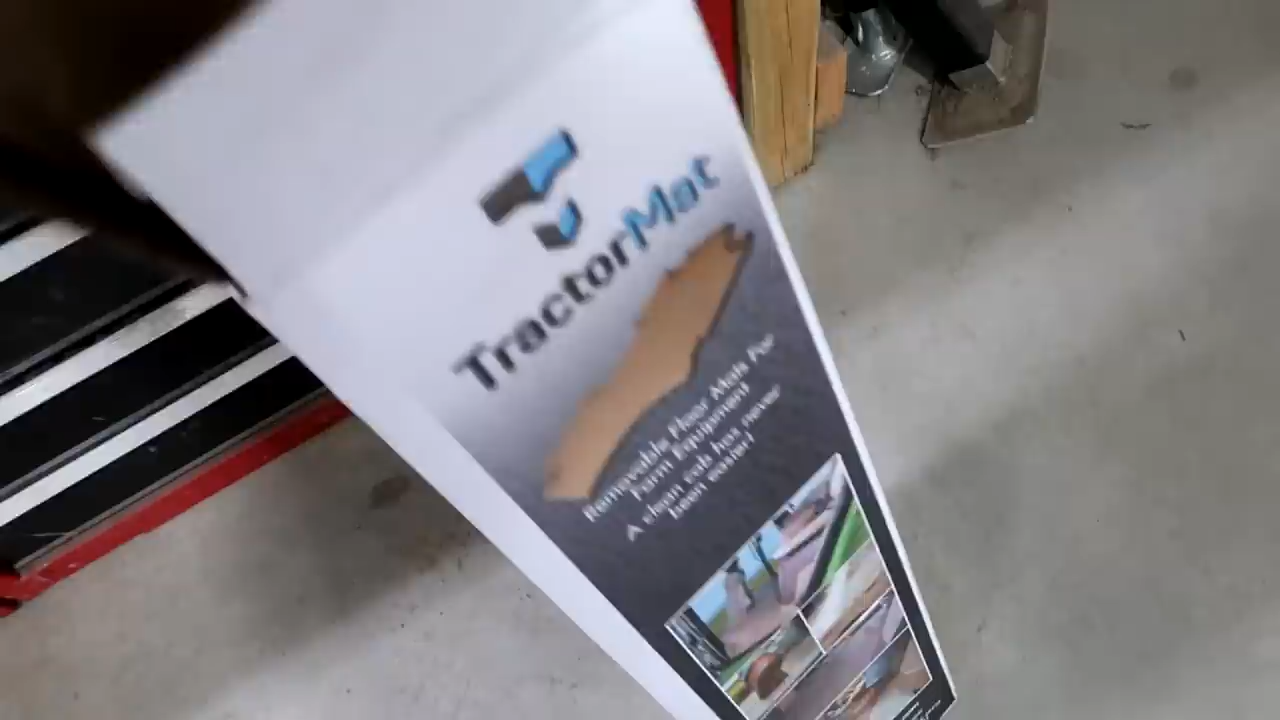 TractorMat
Removable Floor Mats For
Farm Equipment
A clean cab has never
been easier!